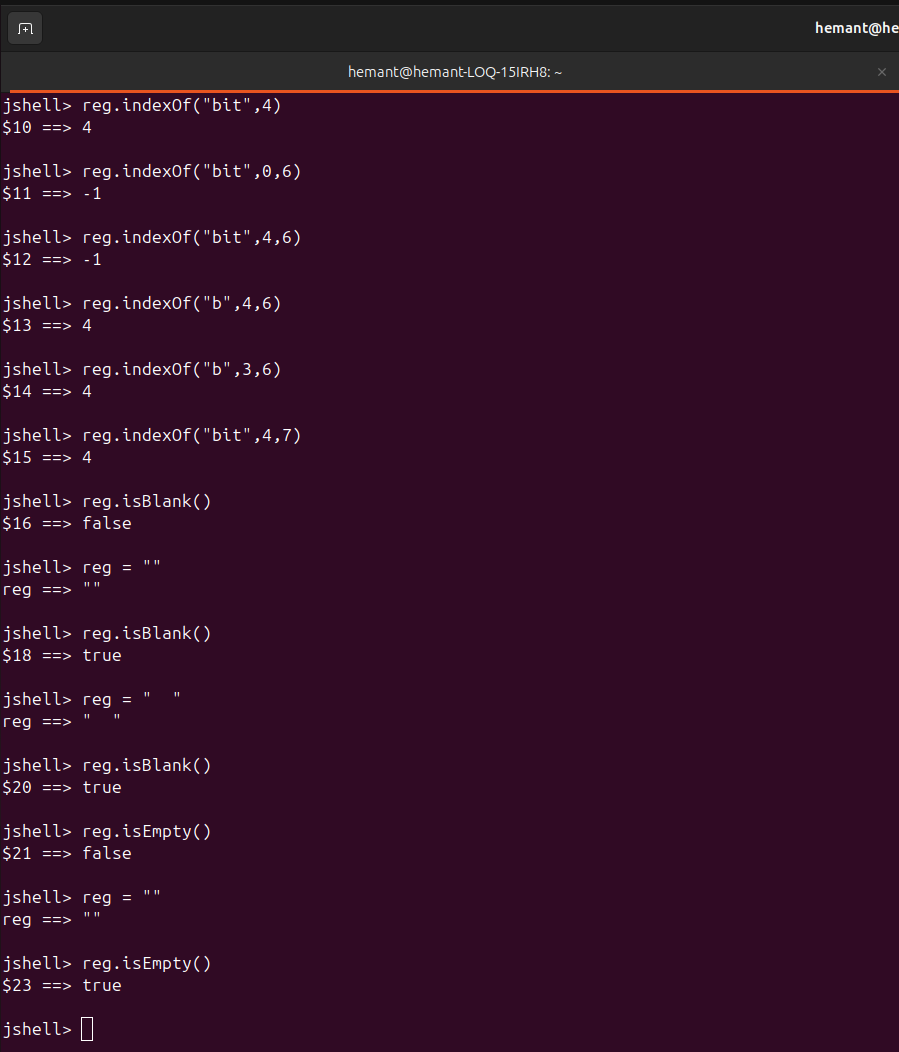 hemant@he
hemant@hemant-LOQ-15IRH8: ~
jshell> reg.indexOf("bit",4)
$10 ==> 4
jshell> reg.indexOf("bit",0,6)
$11 ==> -1
jshell> reg.indexOf("bit",4,6)
$12 ==> -1
jshell> reg.indexOf("b",4,6)
$13 ==> 4
jshell> reg.indexOf("b",3,6)
$14 ==> 4
jshell> reg.indexOf("bit",4,7)
$15 ==> 4
jshell> reg.isBlank()
$16 ==> false
jshell> reg = ""
reg ==> ""
jshell> reg.isBlank()
$18 ==> true
jshell> reg = "  "
reg ==> "  "
jshell> reg.isBlank()
$20 ==> true
jshell> reg.isEmpty()
$21 ==> false
jshell> reg = ""
reg ==> ""
jshell> reg.isEmpty()
$23 ==> true
jshell>